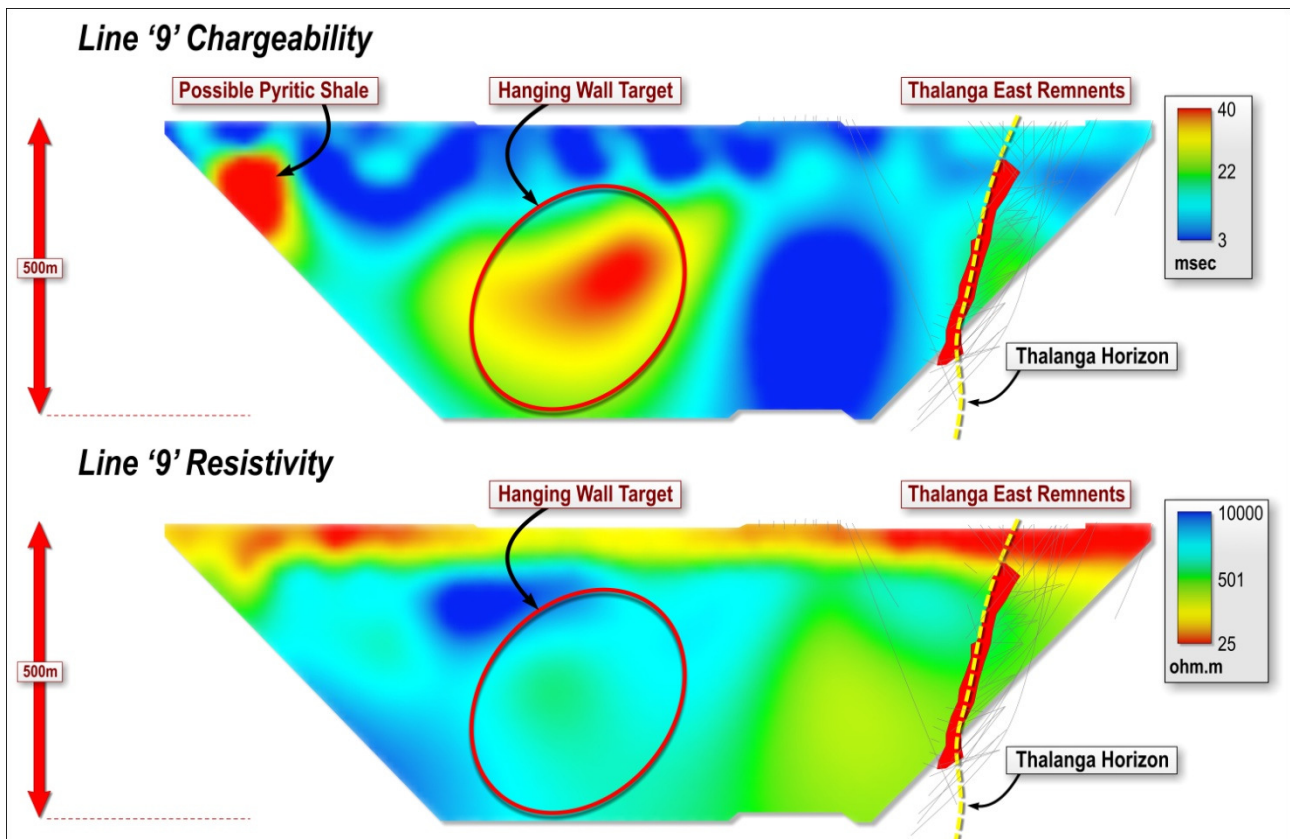 Line ‘9’ Chargeability
Possible Pyritic Shale
Hanging Wall Target
Thalanga East Remnents
40
22
3
msec
500m
Thalanga Horizon
Line ‘9’ Resistivity
Hanging Wall Target
Thalanga East Remnents
10000
501
25
ohm.m
500m
Thalanga Horizon